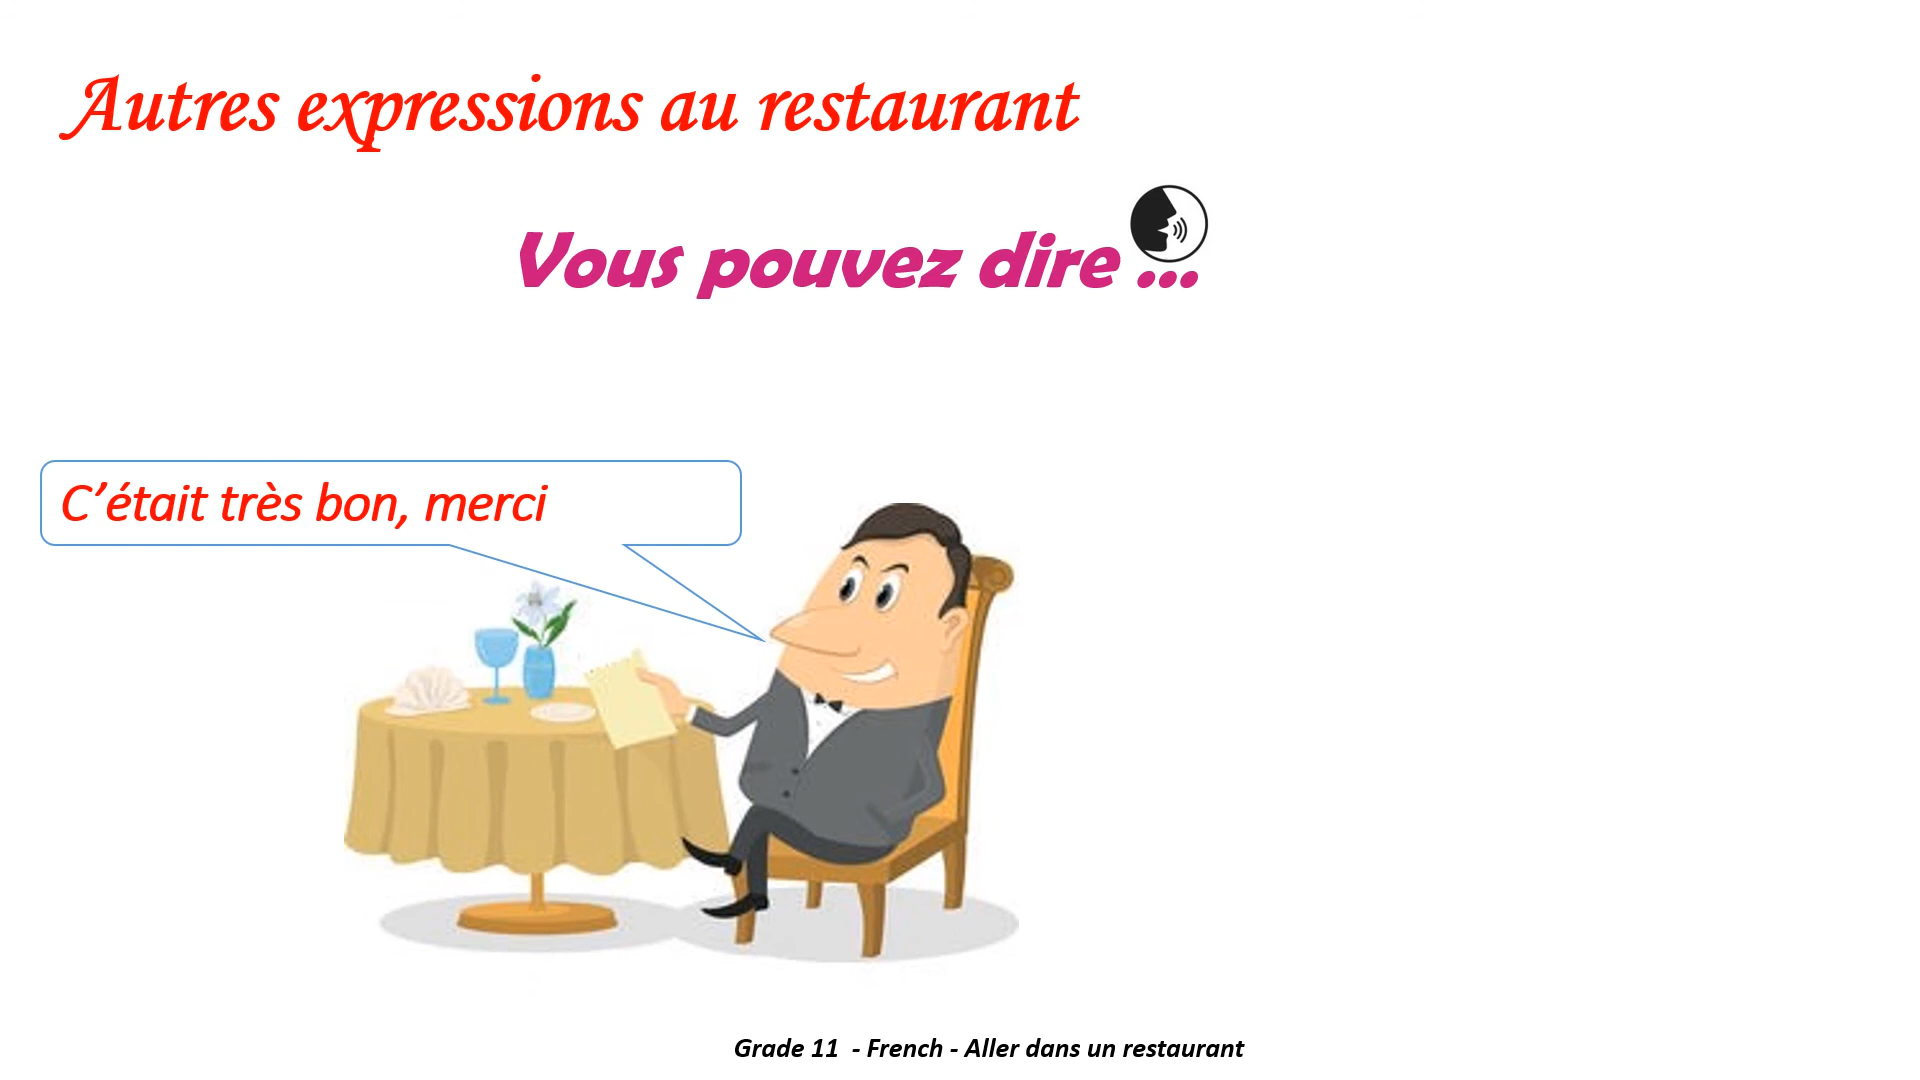 Autres expressions au restaurant
Vous pouvez dire ...
C’était très bon, merci
Grade 11  - French - Aller dans un restaurant